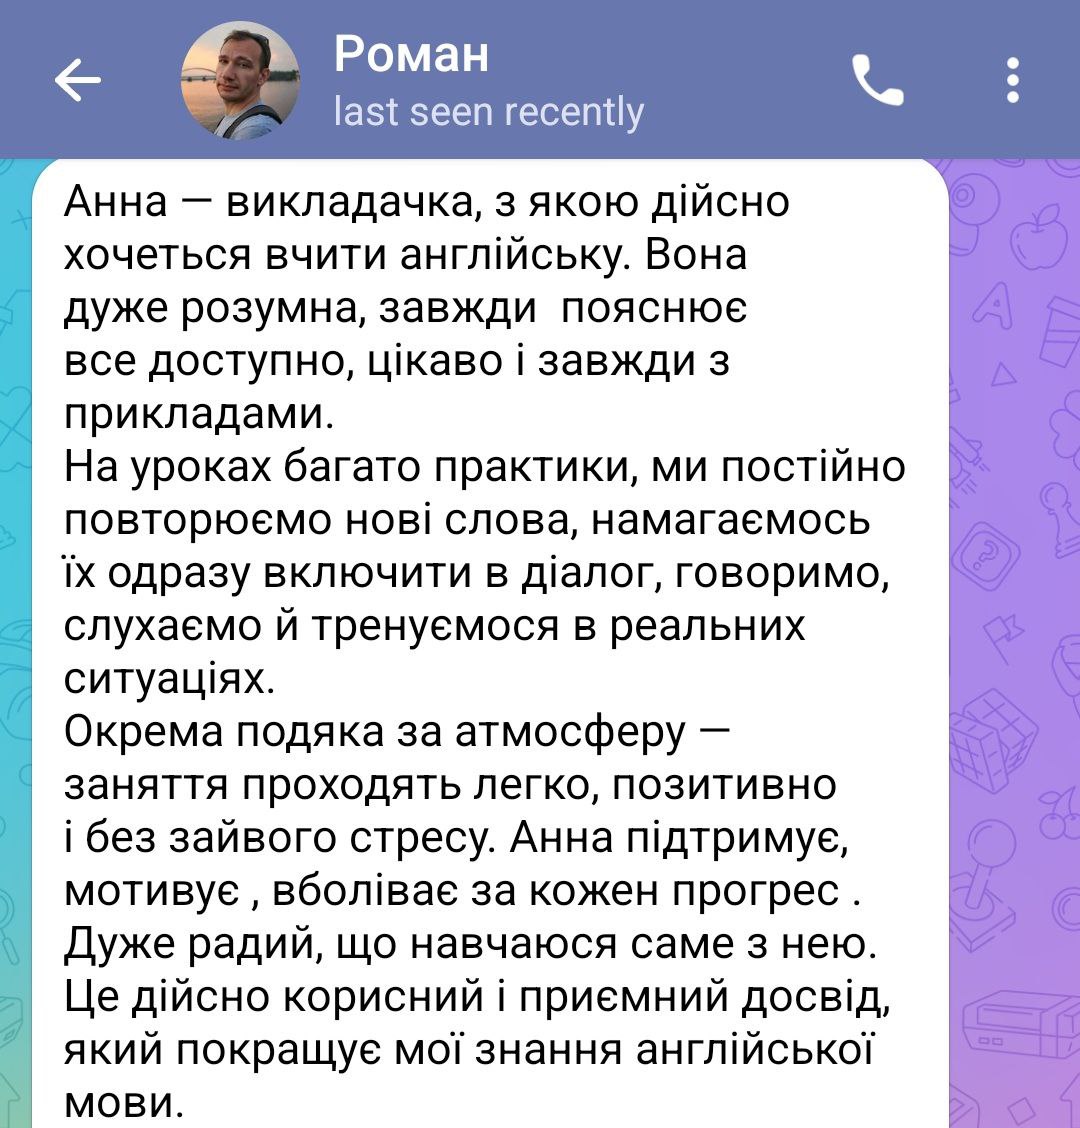 Роман
last seen recently
Анна — викладачка, з якою дійсно
хочеться вчити англійську. Вона
дуже розумна, завжди  пояснює
все доступно, цікаво і завжди з
прикладами.
На уроках багато практики, ми постійно
повторюємо нові слова, намагаємось
їх одразу включити в діалог, говоримо,
слухаємо й тренуємося в реальних
ситуаціях.
Окрема подяка за атмосферу —
заняття проходять легко, позитивно
і без зайвого стресу. Анна підтримує,
мотивує , вболіває за кожен прогрес .
Дуже радий, що навчаюся саме з нею.
Це дійсно корисний і приємний досвід,
який покращує мої знання англійської
мови.